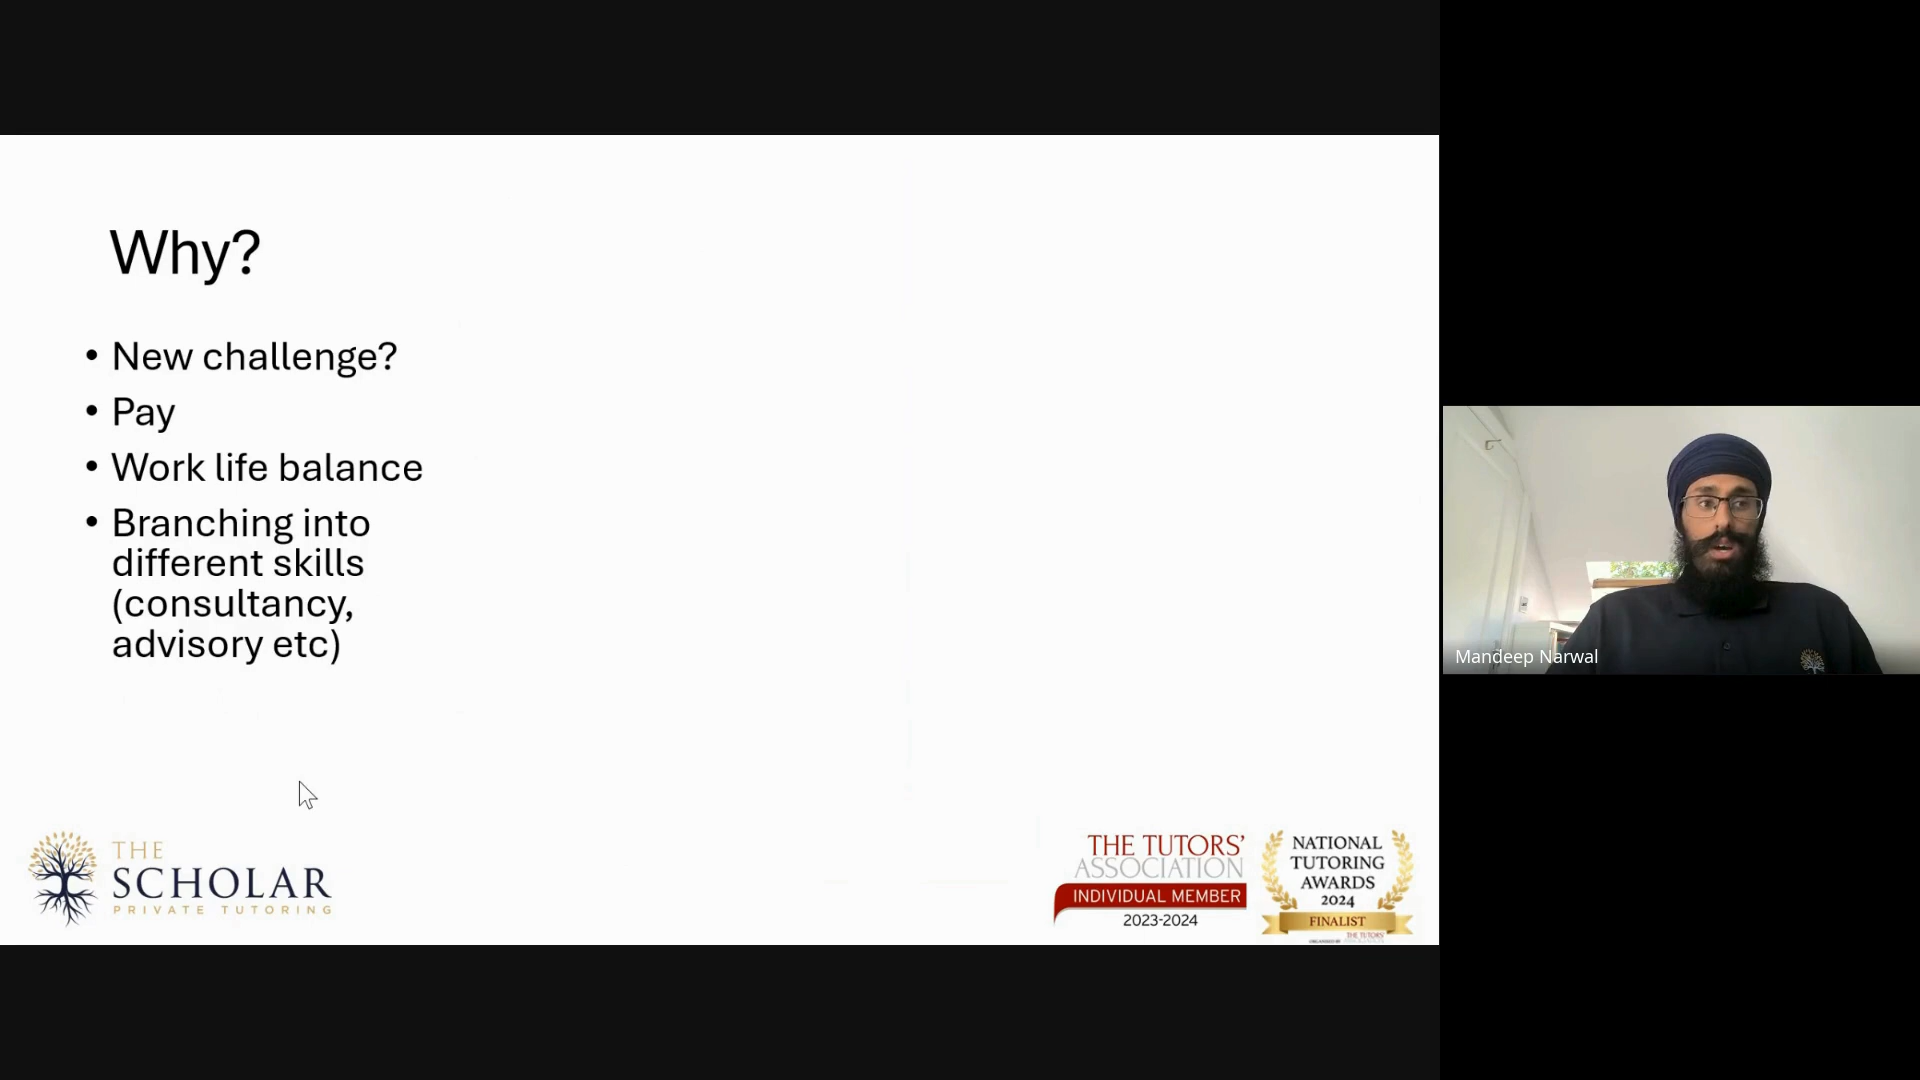 Why?
• New challenge?
• Pay
• Work life balance
• Branching into
different skills
(consultancy,
advisory etc)
THE
SCHOLAR
PRIVATE TUTORING
THE TUTORS'
ASSOCIATION
INDIVIDUAL MEMBER
2023-2024
NATIONAL
TUTORING
AWARDS
2024
FINALIST
Mandeep Narwal